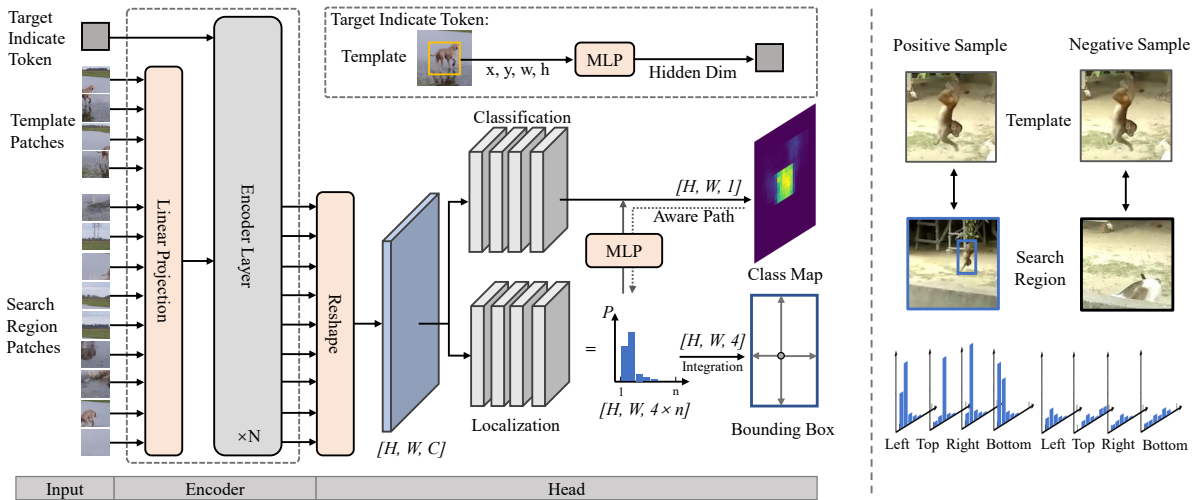 Target
Indicate
Token
Template
Patches
Search
Region
Patches
Linear Projection
Encoder Layer
×N
Reshape
[H, W, C]
Target Indicate Token:
Template
x, y, w, h
MLP
Hidden Dim
Classification
[H, W, 1]
Aware Path
MLP
Class Map
Localization
=
P
1
n
[H, W, 4 × n]
[H, W, 4]
Integration
Bounding Box
Input
Encoder
Head
Positive Sample
Negative Sample
Template
Search
Region
Left Top Right Bottom
Left Top Right Bottom